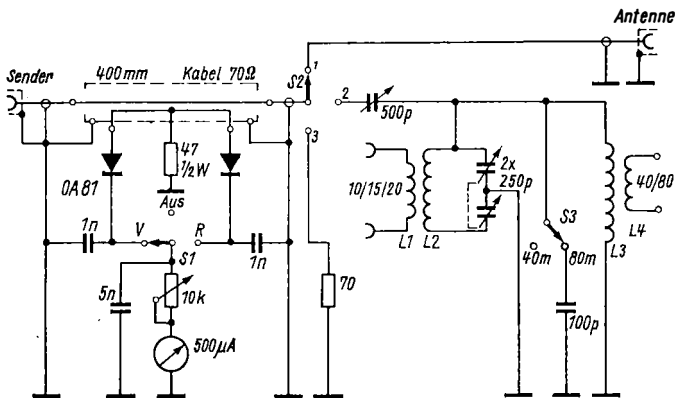 Antenne
Sender
400mm Kabel 70Ω
S2
1
2
3
500p
47
½W
OA81
Aus
2x
250p
10/15/20
40/80
L1
L2
L3
L4
S3
40m
80m
1n
V
R
1n
S1
5n
10k
70
100p
500μA